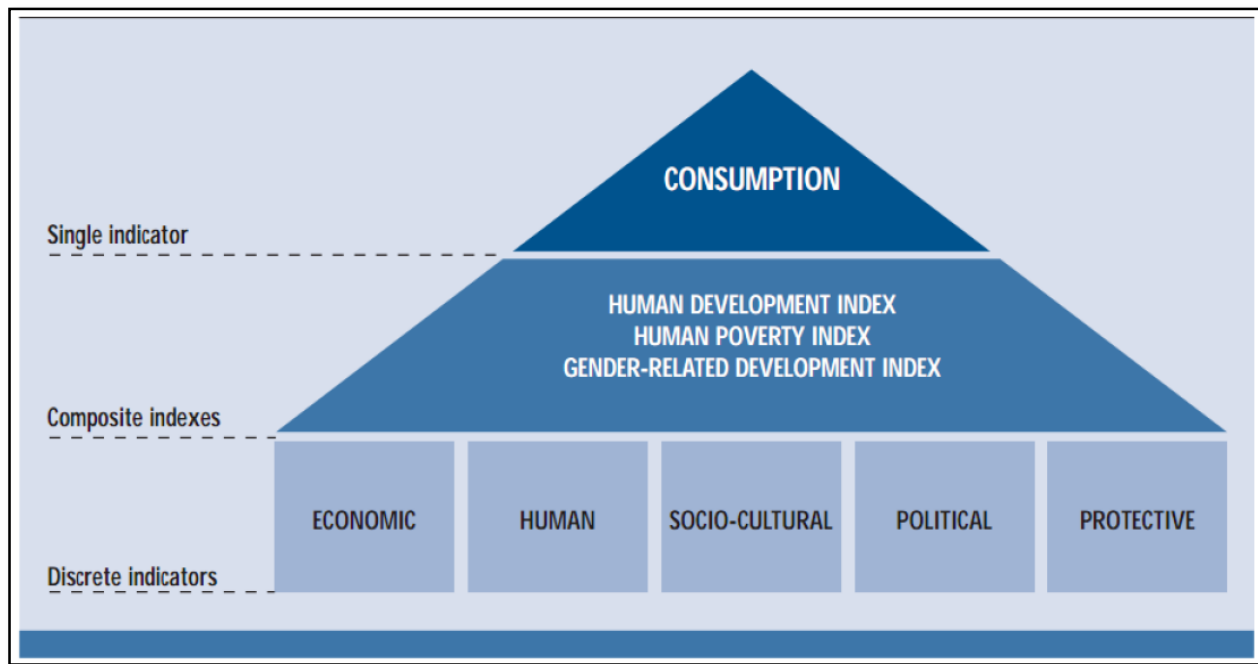 CONSUMPTION
Single indicator
HUMAN DEVELOPMENT INDEX
HUMAN POVERTY INDEX
GENDER-RELATED DEVELOPMENT INDEX
Composite indexes
ECONOMIC
HUMAN
SOCIO-CULTURAL
POLITICAL
PROTECTIVE
Discrete indicators